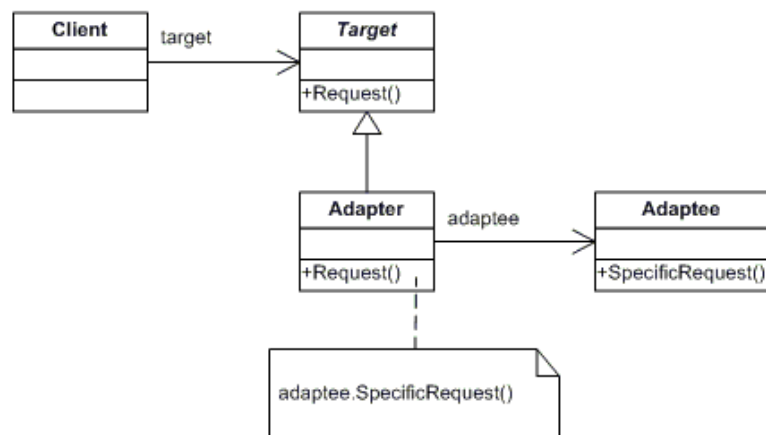 Client
target
Target
+Request()
Adapter
adaptee
Adaptee
+Request()
+SpecificRequest()
adaptee.SpecificRequest()